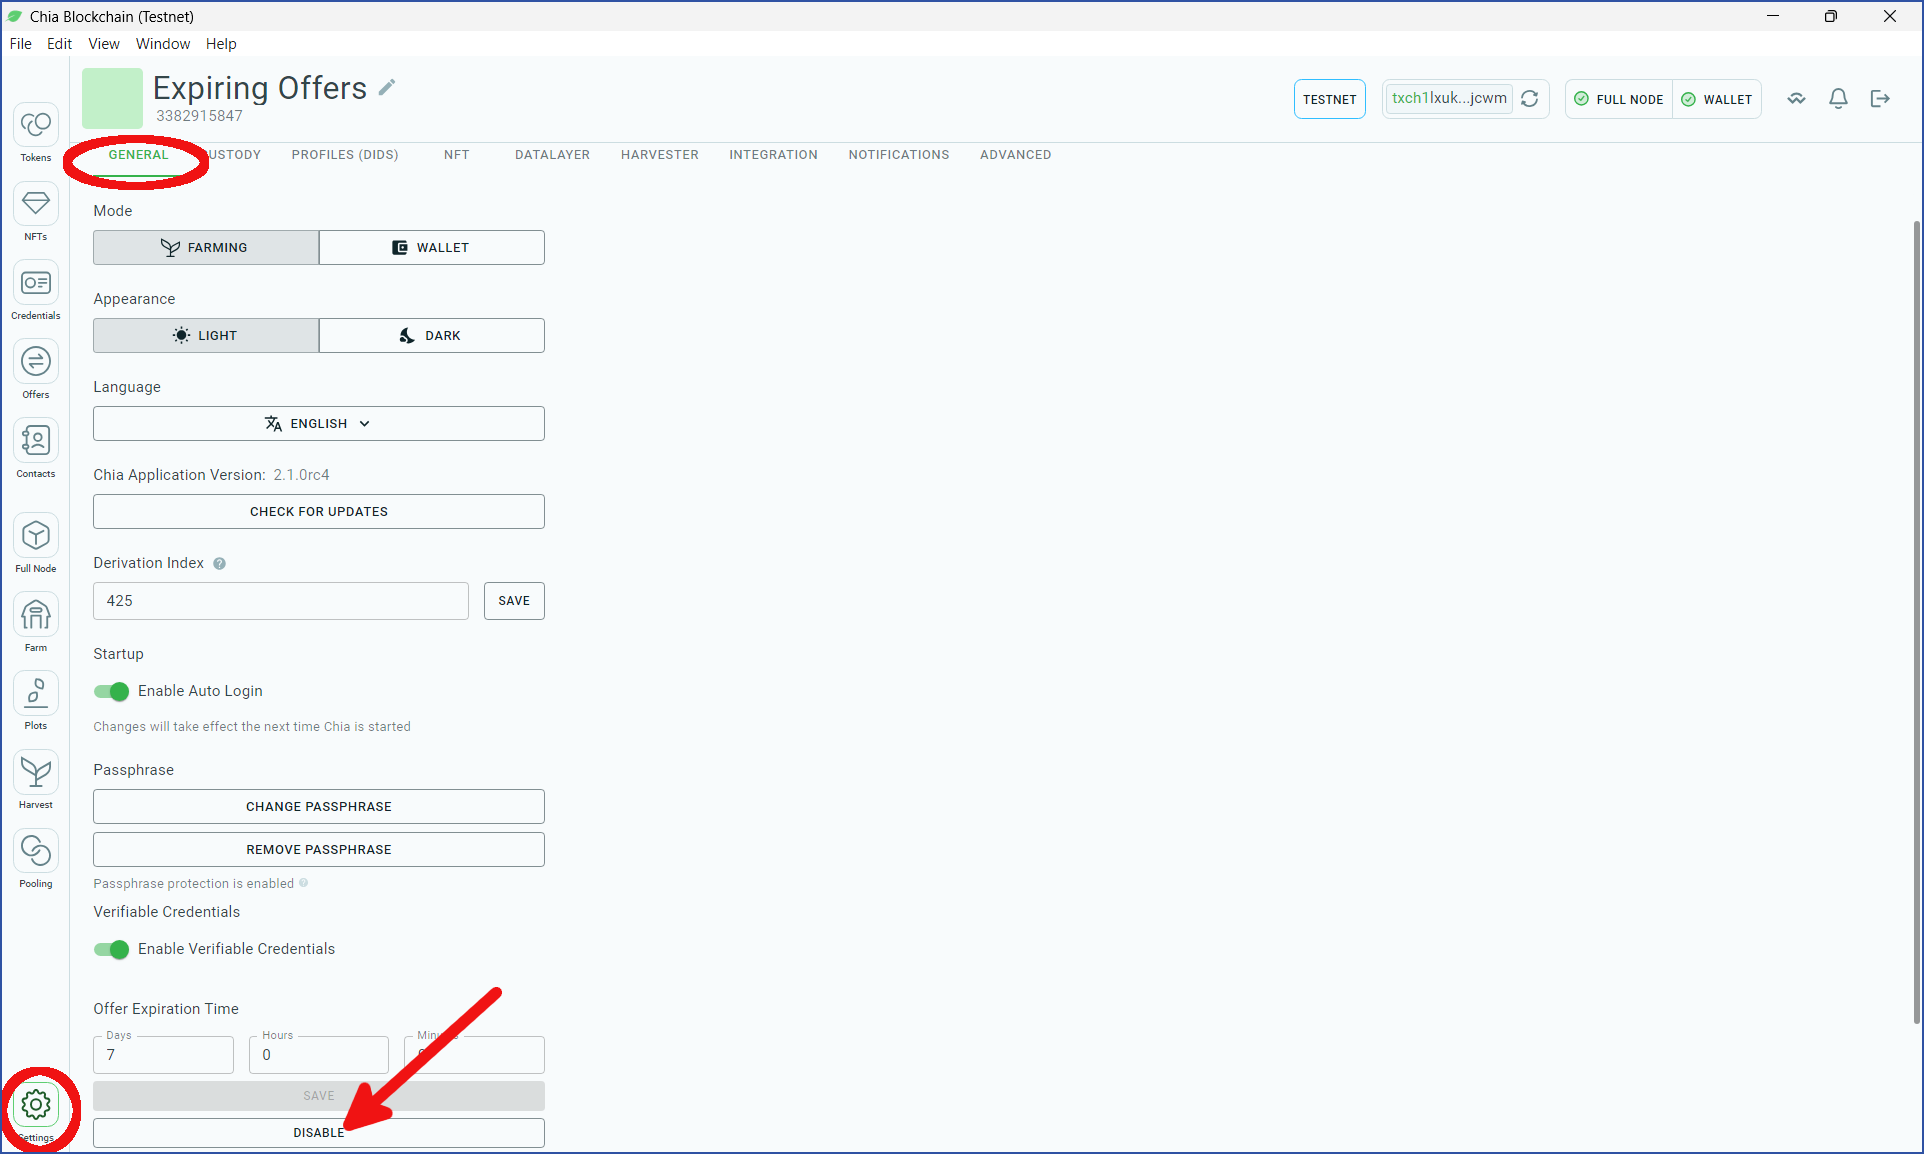 Chia Blockchain (Testnet)
File Edit View Window Help
Expiring Offers
3382915847
TESTNET
txch1lxuk...jcwm
FULL NODE
WALLET
Tokens
NFTs
Credentials
Offers
Contacts
Full Node
Farm
Plots
Harvest
Pooling
Settings
GENERAL
PROFILES (DIDS)
NFT
DATALAYER
HARVESTER
INTEGRATION
NOTIFICATIONS
ADVANCED
Mode
FARMING
WALLET
Appearance
LIGHT
DARK
Language
ENGLISH
Chia Application Version: 2.1.0rc4
CHECK FOR UPDATES
Derivation Index
425
SAVE
Startup
Enable Auto Login
Changes will take effect the next time Chia is started
Passphrase
CHANGE PASSPHRASE
REMOVE PASSPHRASE
Passphrase protection is enabled
Verifiable Credentials
Enable Verifiable Credentials
Offer Expiration Time
Days
7
Hours
0
SAVE
DISABLE